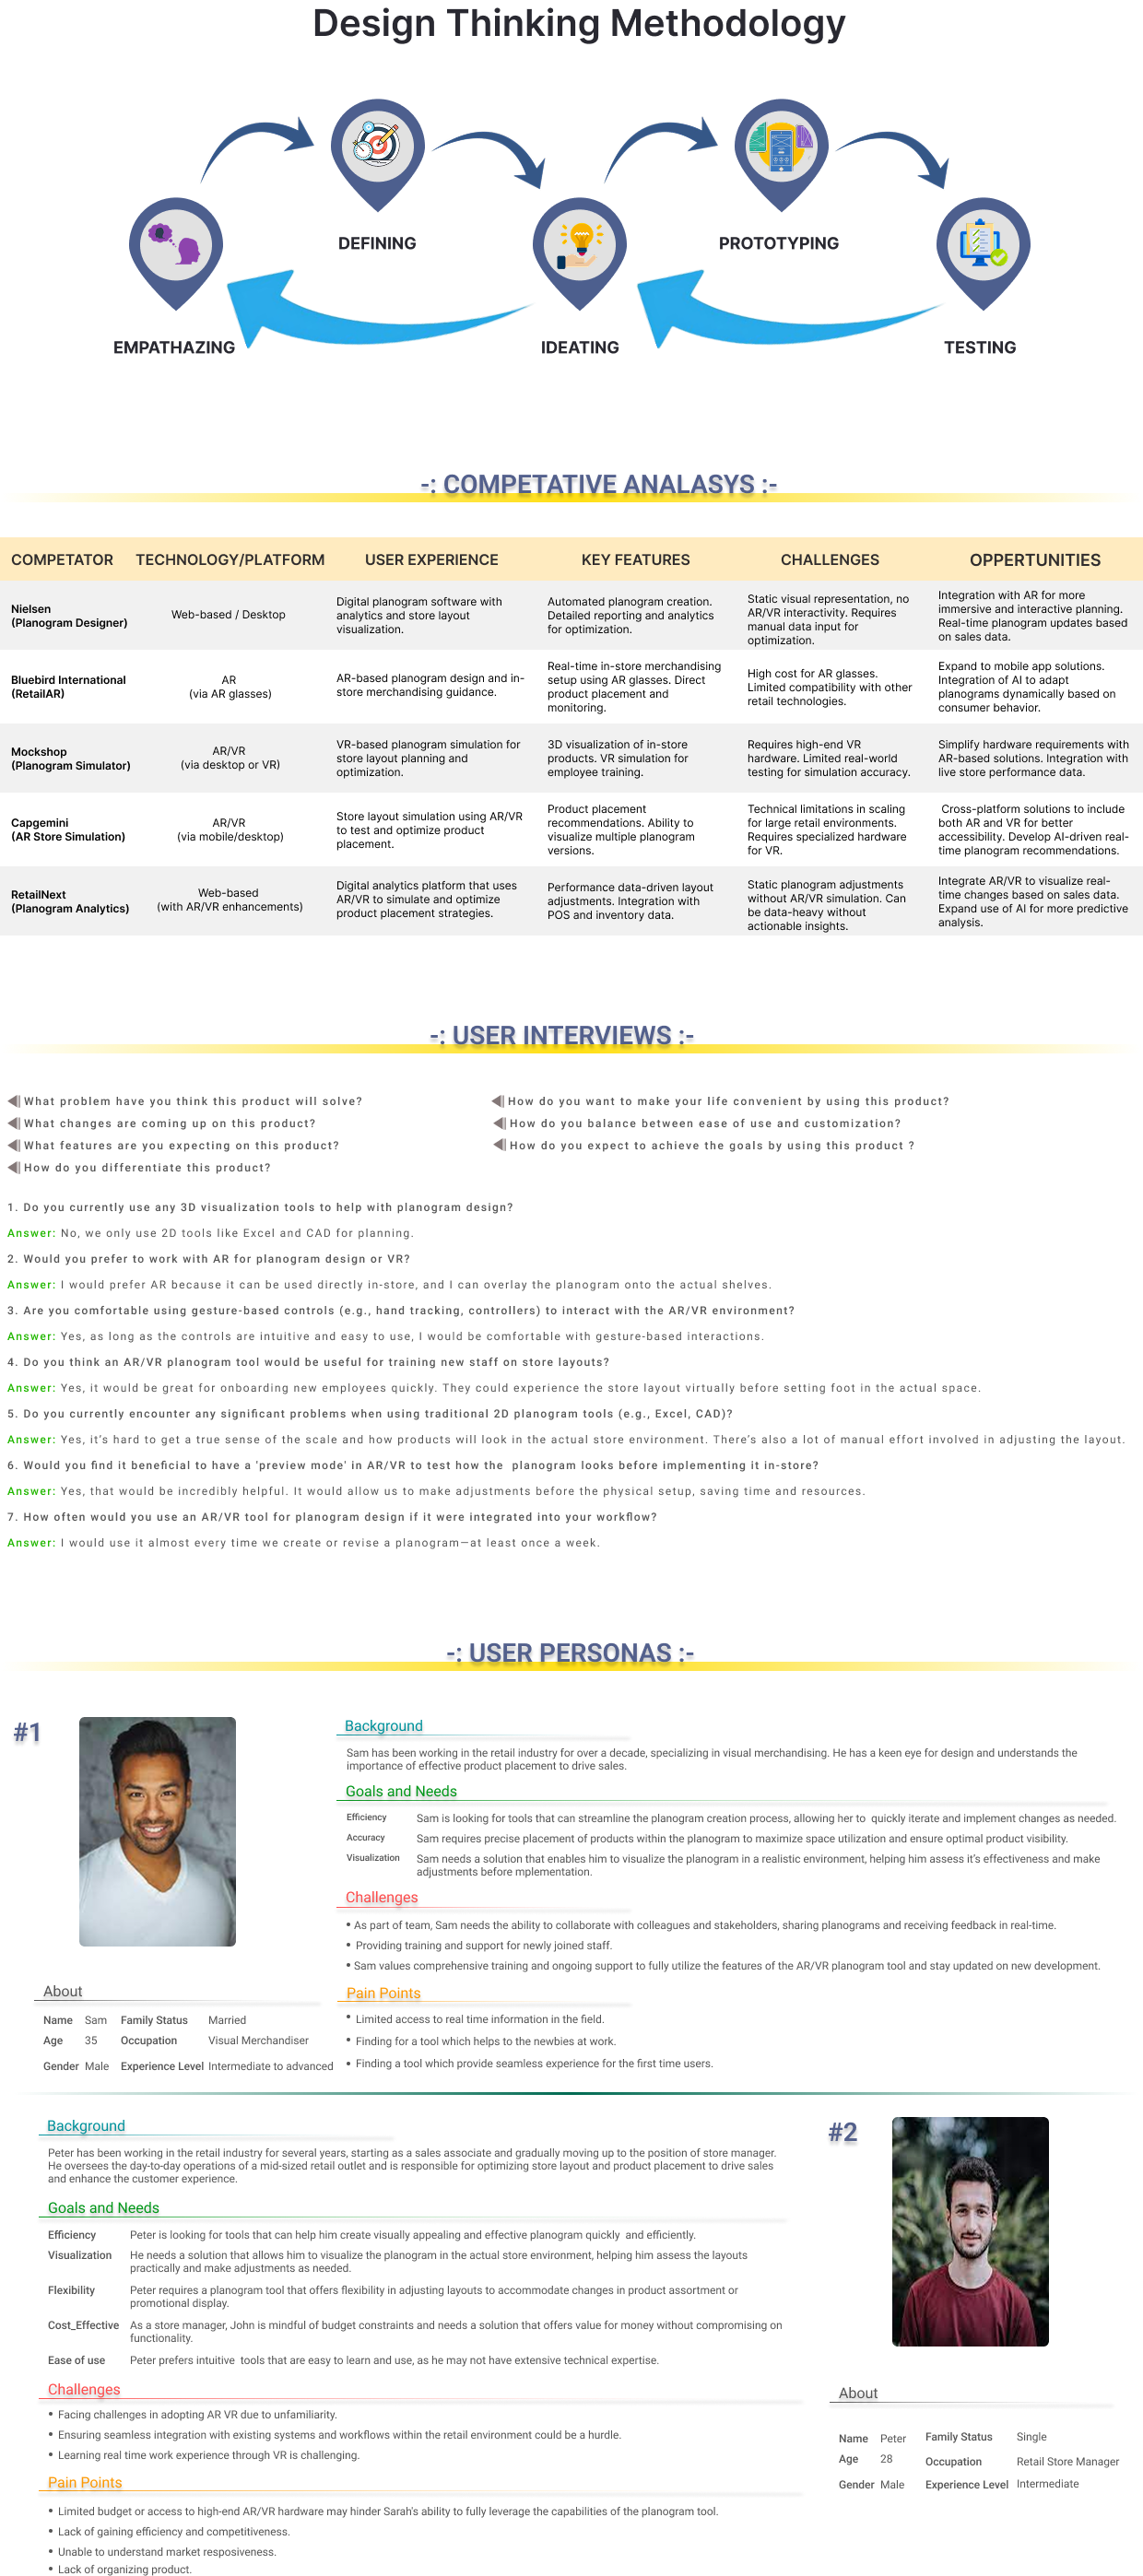 Design Thinking Methodology
DEFINING
PROTOTYPING
EMPATHAZING
IDEATING
TESTING
-: COMPETATIVE ANALASYS :-
COMPETATOR TECHNOLOGY/PLATFORM USER EXPERIENCE KEY FEATURES CHALLENGES OPPERTUNITIES
Nielsen
(Planogram Designer)
Web-based / Desktop
Digital planogram software with
analytics and store layout
visualization.
Automated planogram creation.
Detailed reporting and analytics
for optimization.
Static visual representation, no
AR/VR interactivity. Requires
manual data input for
optimization.
Integration with AR for more
immersive and interactive planning.
Real-time planogram updates based
on sales data.
Bluebird International
(RetailAR)
AR
(via AR glasses)
AR-based planogram design and in-
store merchandising guidance.
Real-time in-store merchandising
setup using AR glasses. Direct
product placement and
monitoring.
High cost for AR glasses.
Limited compatibility with other
retail technologies.
Expand to mobile app solutions.
Integration of AI to adapt
planograms dynamically based on
consumer behavior.
Mockshop
(Planogram Simulator)
AR/VR
(via desktop or VR)
VR-based planogram simulation for
store layout planning and
optimization.
3D visualization of in-store
products. VR simulation for
employee training.
Requires high-end VR
hardware. Limited real-world
testing for simulation accuracy.
Simplify hardware requirements with
AR-based solutions. Integration with
live store performance data.
Capgemini
(AR Store Simulation)
AR/VR
(via mobile/desktop)
Store layout simulation using AR/VR
to test and optimize product
placement.
Product placement
recommendations. Ability to
visualize multiple planogram
versions.
Technical limitations in scaling
for large retail environments.
Requires specialized hardware
for VR.
Cross-platform solutions to include
both AR and VR for better
accessibility. Develop AI-driven real-
time planogram recommendations.
RetailNext
(Planogram Analytics)
Web-based
(with AR/VR enhancements)
Digital analytics platform that uses
AR/VR to simulate and optimize
product placement strategies.
Performance data-driven layout
adjustments. Integration with
POS and inventory data.
Static planogram adjustments
without AR/VR simulation. Can
be data-heavy without
actionable insights.
Integrate AR/VR to visualize real-
time changes based on sales data.
Expand use of AI for more predictive
analysis.
-: USER INTERVIEWS :-
What problem have you think this product will solve?
What changes are coming up on this product?
What features are you expecting on this product?
How do you differentiate this product?
How do you want to make your life convenient by using this product?
How do you balance between ease of use and customization?
How do you expect to achieve the goals by using this product ?
1. Do you currently use any 3D visualization tools to help with planogram design?
Answer: No, we only use 2D tools like Excel and CAD for planning.
2. Would you prefer to work with AR for planogram design or VR?
Answer: I would prefer AR because it can be used directly in-store, and I can overlay the planogram onto the actual shelves.
3. Are you comfortable using gesture-based controls (e.g., hand tracking, controllers) to interact with the AR/VR environment?
Answer: Yes, as long as the controls are intuitive and easy to use, I would be comfortable with gesture-based interactions.
4. Do you think an AR/VR planogram tool would be useful for training new staff on store layouts?
Answer: Yes, it would be great for onboarding new employees quickly. They could experience the store layout virtually before setting foot in the actual space.
5. Do you currently encounter any significant problems when using traditional 2D planogram tools (e.g., Excel, CAD)?
Answer: Yes, it's hard to get a true sense of the scale and how products will look in the actual store environment. There's also a lot of manual effort involved in adjusting the layout.
6. Would you find it beneficial to have a 'preview mode' in AR/VR to test how the planogram looks before implementing it in-store?
Answer: Yes, that would be incredibly helpful. It would allow us to make adjustments before the physical setup, saving time and resources.
7. How often would you use an AR/VR tool for planogram design if it were integrated into your workflow?
Answer: I would use it almost every time we create or revise a planogram—at least once a week.
-: USER PERSONAS :-
#1
Background
Sam has been working in the retail industry for over a decade, specializing in visual merchandising. He has a keen eye for design and understands the
importance of effective product placement to drive sales.
Goals and Needs
Efficiency Sam is looking for tools that can streamline the planogram creation process, allowing her to quickly iterate and implement changes as needed.
Accuracy Sam requires precise placement of products within the planogram to maximize space utilization and ensure optimal product visibility.
Visualization Sam needs a solution that enables him to visualize the planogram in a realistic environment, helping him assess it's effectiveness and make
adjustments before mplementation.
Challenges
• As part of team, Sam needs the ability to collaborate with colleagues and stakeholders, sharing planograms and receiving feedback in real-time.
• Providing training and support for newly joined staff.
• Sam values comprehensive training and ongoing support to fully utilize the features of the AR/VR planogram tool and stay updated on new development.
Pain Points
• Limited access to real time information in the field.
• Finding for a tool which helps to the newbies at work.
• Finding a tool which provide seamless experience for the first time users.
About
Name Sam Family Status Married
Age 35 Occupation Visual Merchandiser
Gender Male Experience Level Intermediate to advanced
Background
Peter has been working in the retail industry for several years, starting as a sales associate and gradually moving up to the position of store manager.
He oversees the day-to-day operations of a mid-sized retail outlet and is responsible for optimizing store layout and product placement to drive sales
and enhance the customer experience.
Goals and Needs
Efficiency Peter is looking for tools that can help him create visually appealing and effective planogram quickly and efficiently.
Visualization He needs a solution that allows him to visualize the planogram in the actual store environment, helping him assess the layouts
practically and make adjustments as needed.
Flexibility Peter requires a planogram tool that offers flexibility in adjusting layouts to accommodate changes in product assortment or
promotional display.
Cost_Effective As a store manager, John is mindful of budget constraints and needs a solution that offers value for money without compromising on
functionality.
Ease of use Peter prefers intuitive tools that are easy to learn and use, as he may not have extensive technical expertise.
Challenges
• Facing challenges in adopting AR VR due to unfamiliarity.
• Ensuring seamless integration with existing systems and workflows within the retail environment could be a hurdle.
• Learning real time work experience through VR is challenging.
Pain Points
• Limited budget or access to high-end AR/VR hardware may hinder Sarah's ability to fully leverage the capabilities of the planogram tool.
• Lack of gaining efficiency and competitiveness.
• Unable to understand market resposiveness.
• Lack of organizing product.
#2
About
Name Peter Family Status Single
Age 28 Occupation Retail Store Manager
Gender Male Experience Level Intermediate